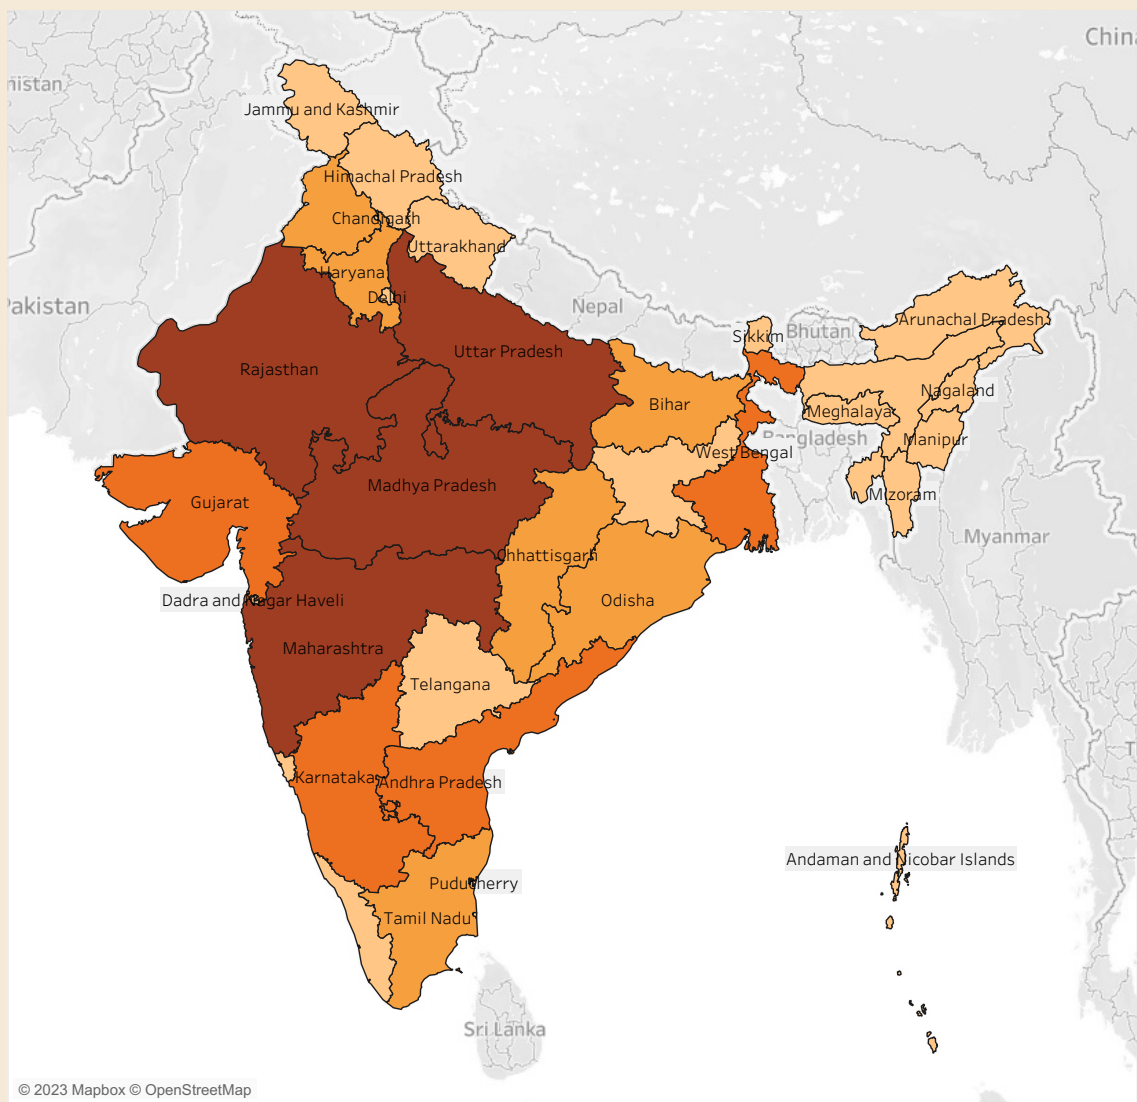 China
nistan
Jammu and Kashmir
Himachal Pradesh
Chandigarh
Uttarakhand
Haryana
Delhi
Pakistan
Nepal
Arunachal Pradesh
Sikkim
Bhutan
Uttar Pradesh
Rajasthan
Nagaland
Bihar
Meghalaya
Bangladesh
Manipur
West Bengal
Madhya Pradesh
Mizoram
Gujarat
Myanmar
Chhattisgarh
Dadra and Nagar Haveli
Odisha
Maharashtra
Telangana
T
Karnataka
Andhra Pradesh
Andaman and Nicobar Islands
Puducherry
Tamil Nadu
Sri Lanka
© 2023 Mapbox © OpenStreetMap